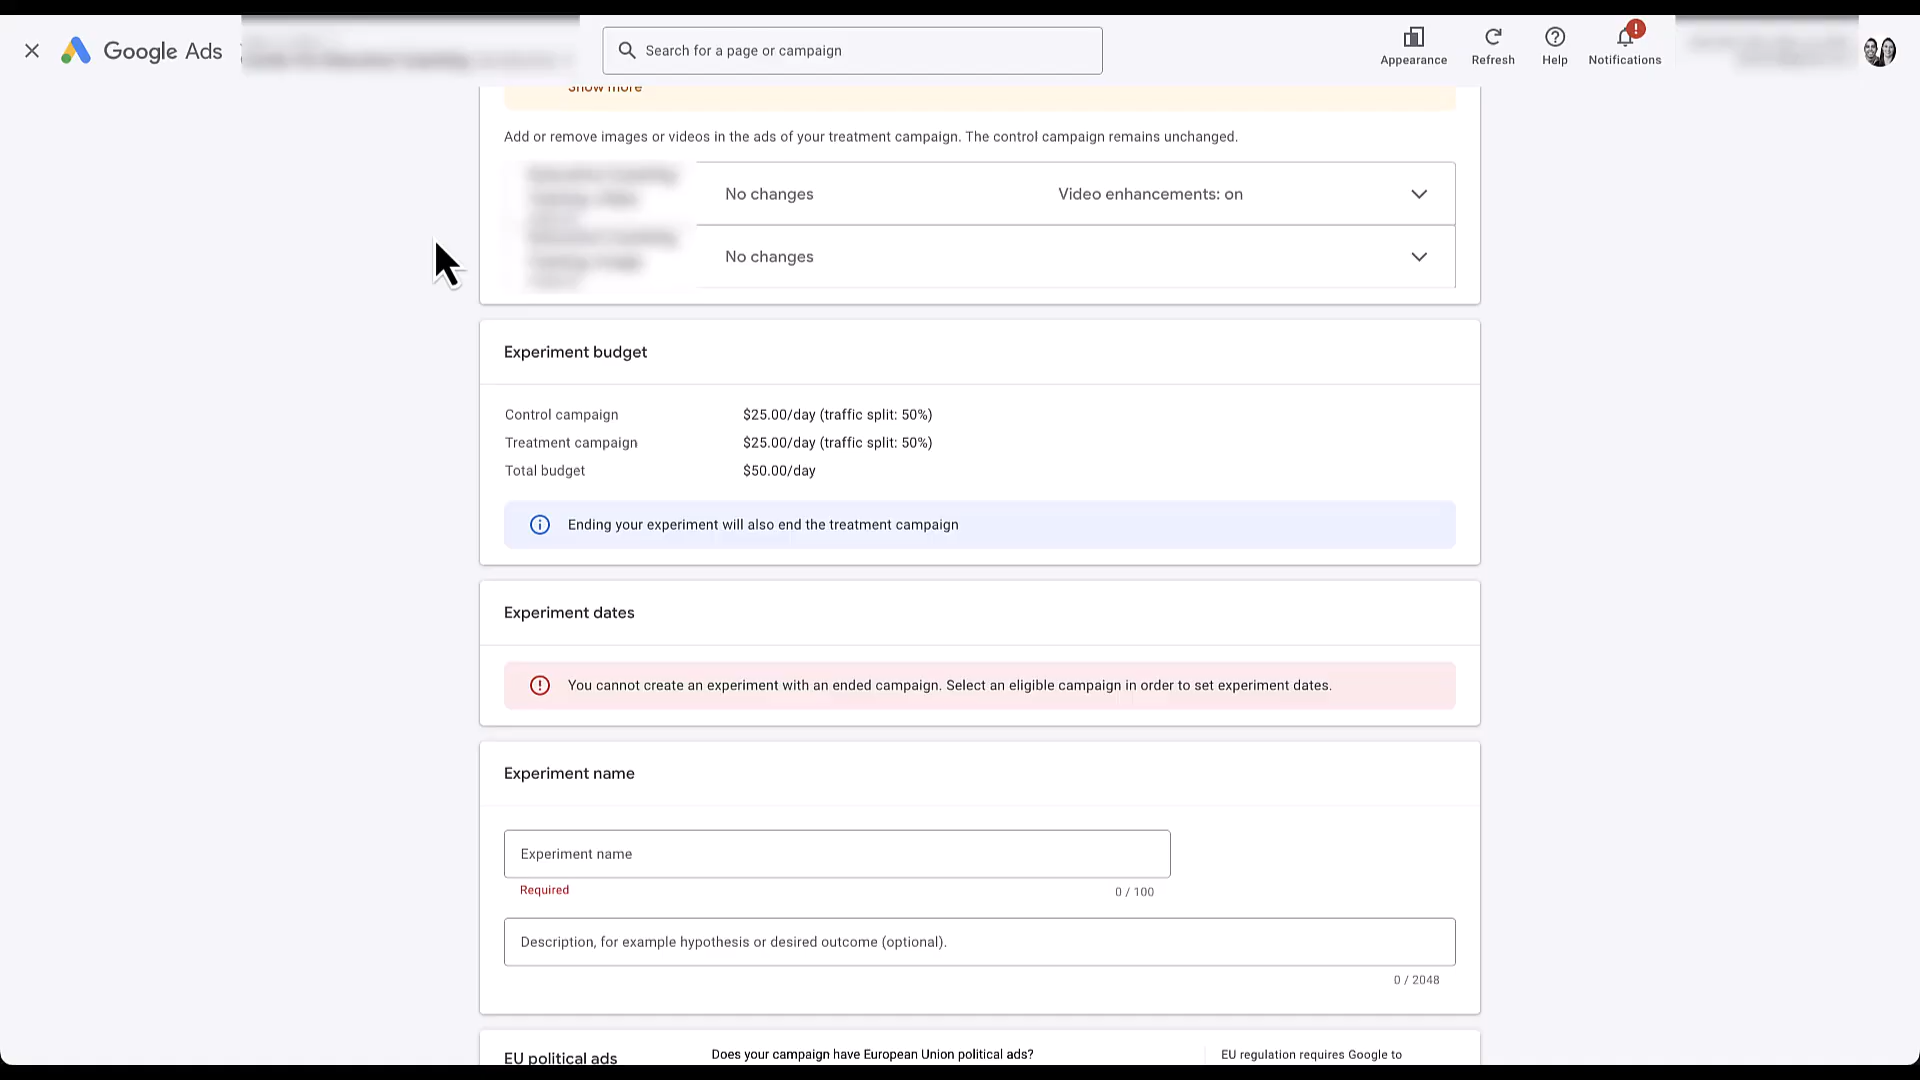 Google Ads
Search for a page or campaign
Appearance
Refresh
Help
Notifications
Show more
Add or remove images or videos in the ads of your treatment campaign. The control campaign remains unchanged.
No changes
Video enhancements: on
No changes
Experiment budget
Control campaign
$25.00/day (traffic split: 50%)
Treatment campaign
$25.00/day (traffic split: 50%)
Total budget
$50.00/day
Ending your experiment will also end the treatment campaign
Experiment dates
You cannot create an experiment with an ended campaign. Select an eligible campaign in order to set experiment dates.
Experiment name
Experiment name
Required
0 / 100
Description, for example hypothesis or desired outcome (optional).
0 / 2048
EU political ads
Does your campaign have European Union political ads?
EU regulation requires Google to